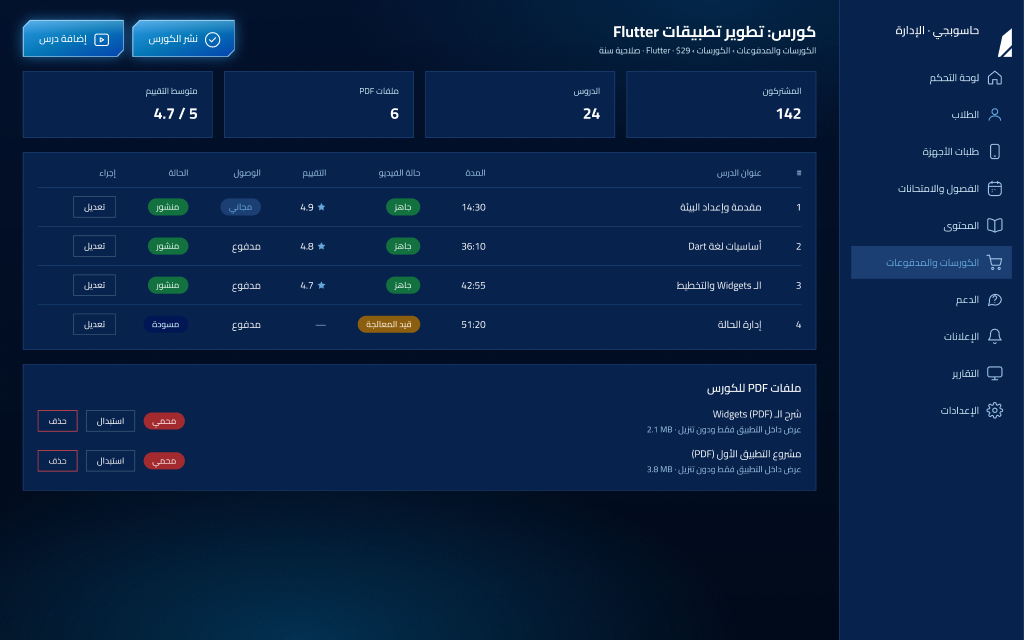 حاسوبجي · الإدارة
لوحة التحكم
الطلاب
طلبات الأجهزة
الفصول والامتحانات
المحتوى
الكورسات والمدفوعات
الدعم
الإعلانات
التقارير
الإعدادات
كورس: تطوير تطبيقات Flutter
الكورسات والمدفوعات › الكورسات › Flutter · $29 · صلاحية سنة
نشر الكورس
إضافة درس
المشتركون
142
الدروس
24
ملفات PDF
6
متوسط التقييم
4.7 / 5
# عنوان الدرس المدة حالة الفيديو التقييم الوصول الحالة إجراء
1 مقدمة وإعداد البيئة 14:30 جاهز ★ 4.9 مجاني منشور تعديل
2 أساسيات لغة Dart 36:10 جاهز ★ 4.8 مدفوع منشور تعديل
3 الـ Widgets والتخطيط 42:55 جاهز ★ 4.7 مدفوع منشور تعديل
4 إدارة الحالة 51:20 قيد المعالجة — مدفوع مسودة تعديل
ملفات PDF للكورس
شرح الـ Widgets (PDF)
عرض داخل التطبيق فقط ودون تنزيل · 2.1 MB
محمي استبدال حذف
مشروع التطبيق الأول (PDF)
عرض داخل التطبيق فقط ودون تنزيل · 3.8 MB
محمي استبدال حذف